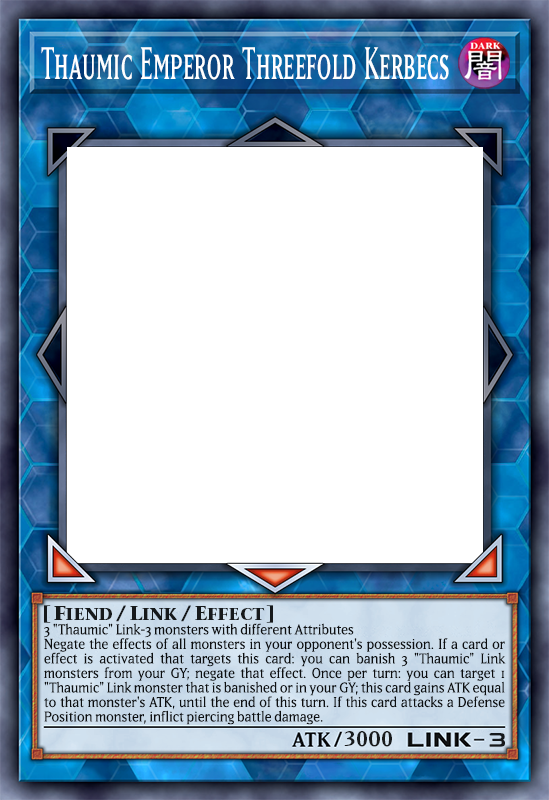 Thaumic Emperor Threefold Kerbecs
DARK
闇
[ Fiend / Link / Effect ]
3 "Thaumic" Link-3 monsters with different Attributes
Negate the effects of all monsters in your opponent's possession. If a card or
effect is activated that targets this card: you can banish 3 "Thaumic" Link
monsters from your GY; negate that effect. Once per turn: you can target 1
"Thaumic" Link monster that is banished or in your GY; this card gains ATK equal
to that monster's ATK, until the end of this turn. If this card attacks a Defense
Position monster, inflict piercing battle damage.
ATK/3000 LINK-3